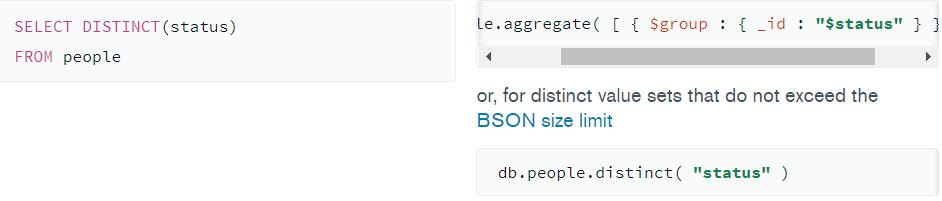 SELECT DISTINCT(status)
FROM people
le.aggregate( [ { $group : { _id : "$status" } }
or, for distinct value sets that do not exceed the
BSON size limit
db.people.distinct( "status" )